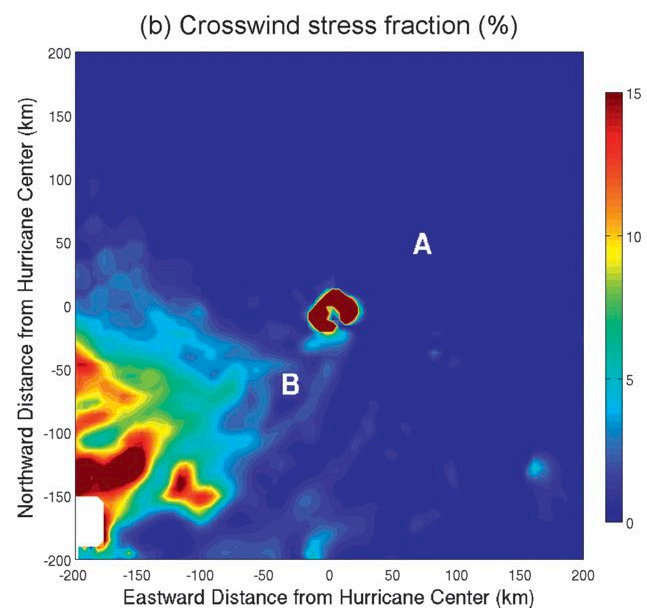 (b) Crosswind stress fraction (%)
200
150
100
50
0
-50
-100
-150
-200
Northward Distance from Hurricane Center (km)
A
B
-200 -150 -100 -50 0 50 100 150 200
Eastward Distance from Hurricane Center (km)
15
10
5
0